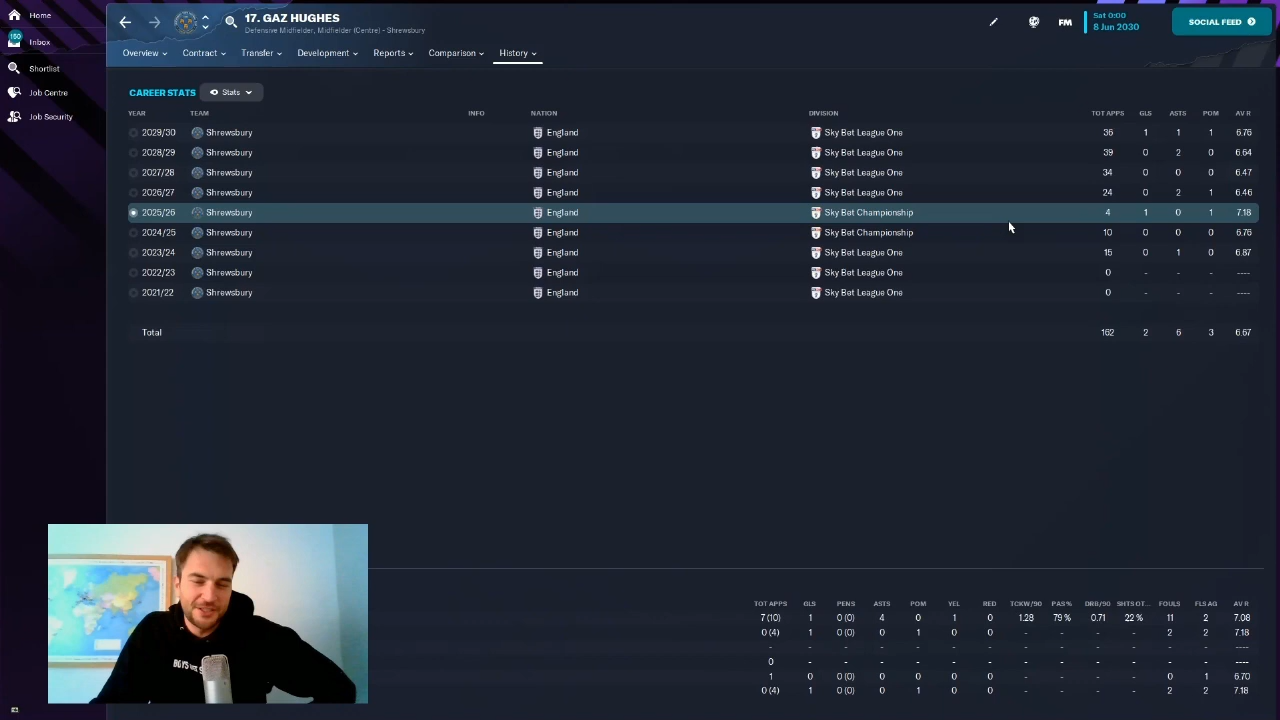 Home
150
Inbox
Shortlist
Job Centre
Job Security
17. GAZ HUGHES
Defensive Midfielder, Midfielder (Centre) - Shrewsbury
FM
Sat 0:00
8 Jun 2030
SOCIAL FEED
Overview Contract Transfer Development Reports Comparison History
CAREER STATS Stats
YEAR TEAM INFO NATION DIVISION TOT APPS GLS ASTS POM AV R
2029/30 Shrewsbury England Sky Bet League One 36 1 1 1 6.76
2028/29 Shrewsbury England Sky Bet League One 39 0 2 0 6.64
2027/28 Shrewsbury England Sky Bet League One 34 0 0 0 6.47
2026/27 Shrewsbury England Sky Bet League One 24 0 2 1 6.46
2025/26 Shrewsbury England Sky Bet Championship 4 1 0 1 7.18
2024/25 Shrewsbury England Sky Bet Championship 10 0 0 0 6.76
2023/24 Shrewsbury England Sky Bet League One 15 0 1 0 6.87
2022/23 Shrewsbury England Sky Bet League One 0 - - - ----
2021/22 Shrewsbury England Sky Bet League One 0 - - - ----
Total 162 2 6 3 6.67
TOT APPS GLS PENS ASTS POM YEL RED TCKW/90 PAS % DRB/90 SHTS OT... FOULS FLS AG AV R
7 (10) 1 0 (0) 4 0 1 0 1.28 79 % 0.71 22 % 11 2 7.08
0 (4) 1 0 (0) 0 1 0 0 - - - - 2 2 7.18
- - - - - - - - - - - - - ----
0 - - - - - - - - - - - - ----
1 0 0 (0) 0 0 0 0 - - - - 0 1 6.70
0 (4) 1 0 (0) 0 1 0 0 - - - - 2 2 7.18